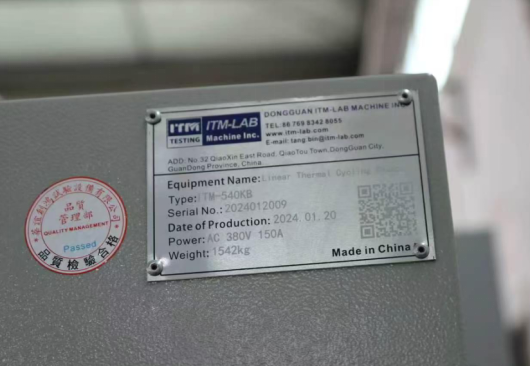 ITM
TESTING
ITM-LAB
Machine Inc.
DONGGUAN ITM-LAB MACHINE IN
TEL: 86 769 8342 8055
www.itm-lab.com
E-mail: tang.bin@itm-lab.com
ADD: No.32 QiaoXin East Road, QiaoTou Town, DongGuan City,
GuanDong Province, China.
Equipment Name: Linear Thermal Cycling
Type: ITM-540KB
Serial No.: 2024012009
Date of Production: 2024 01. 20
Power: AC 380V 150A
Weight: 1542kg
Made in China
品質
管理部
QUALITY MANAGEMENT
Passed
品質檢驗合格